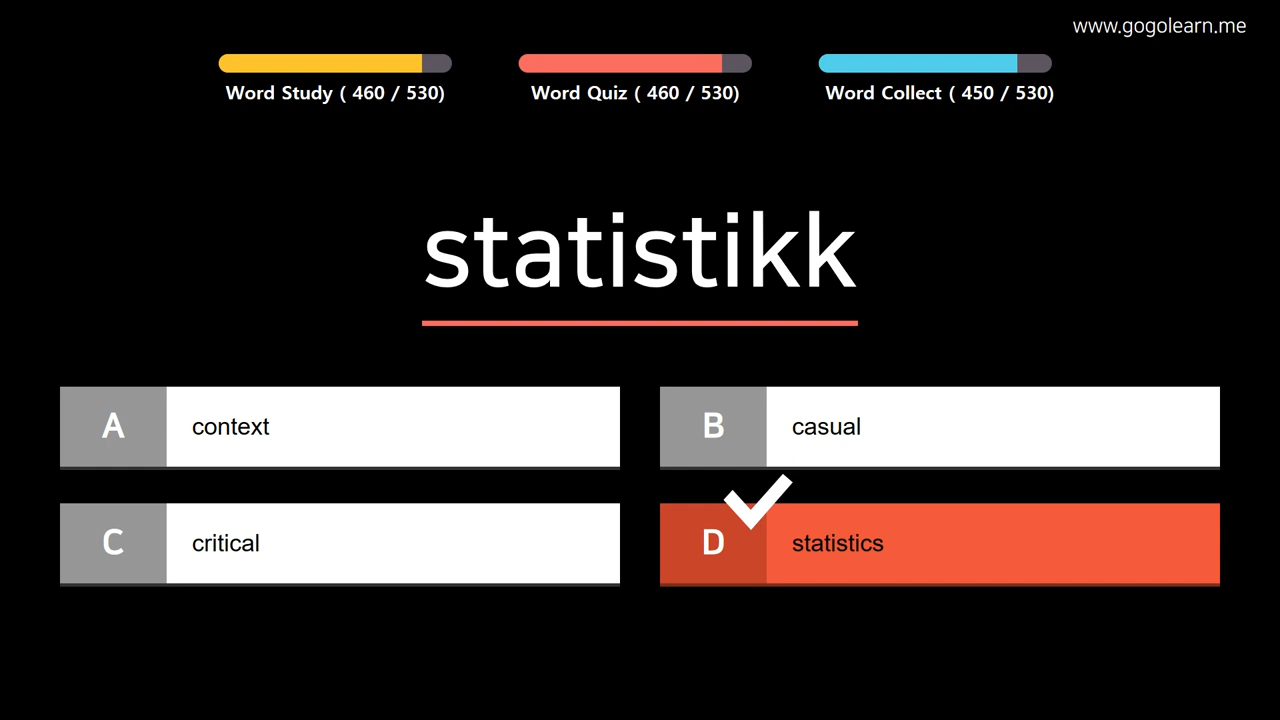 www.gogolearn.me
Word Study ( 460 / 530)
Word Quiz ( 460 / 530)
Word Collect ( 450 / 530)
statistikk
A context
B casual
C critical
D statistics